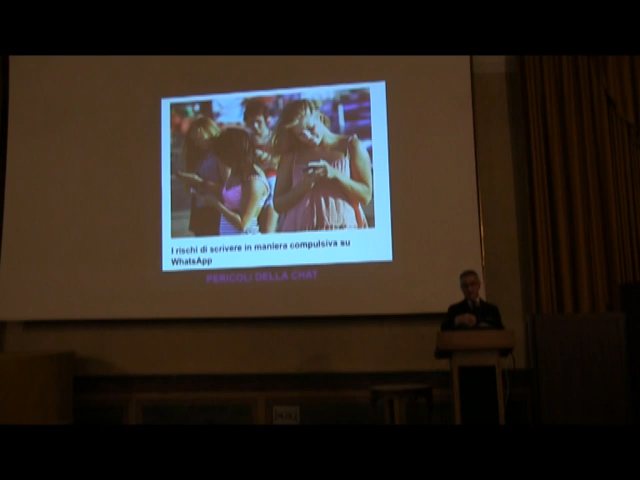 I rischi di scrivere in maniera compulsiva su
WhatsApp
PERICOLI DELLA CHAT